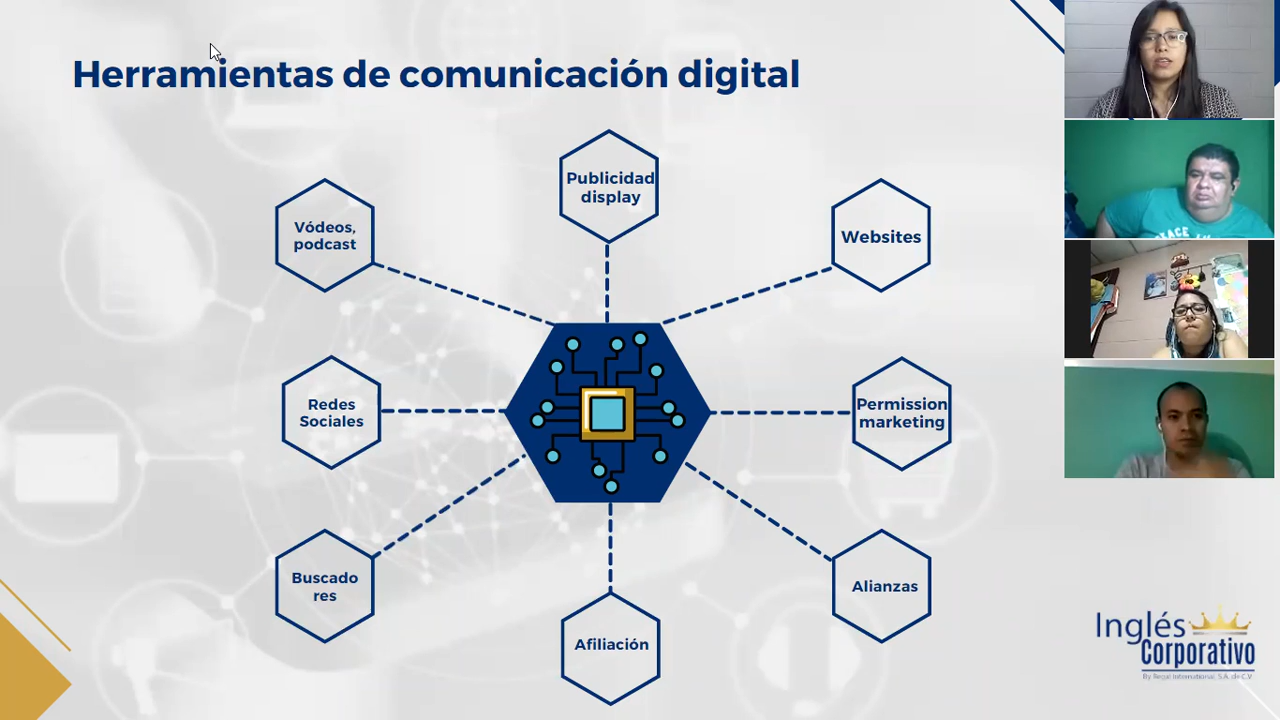 Herramientas de comunicación digital
Publicidad
display
Vódeos,
podcast
Websites
Redes
Sociales
Permission
marketing
Buscado
res
Alianzas
Afiliación
Inglés
Corporativo
By Regal International, S.A. de C.V.